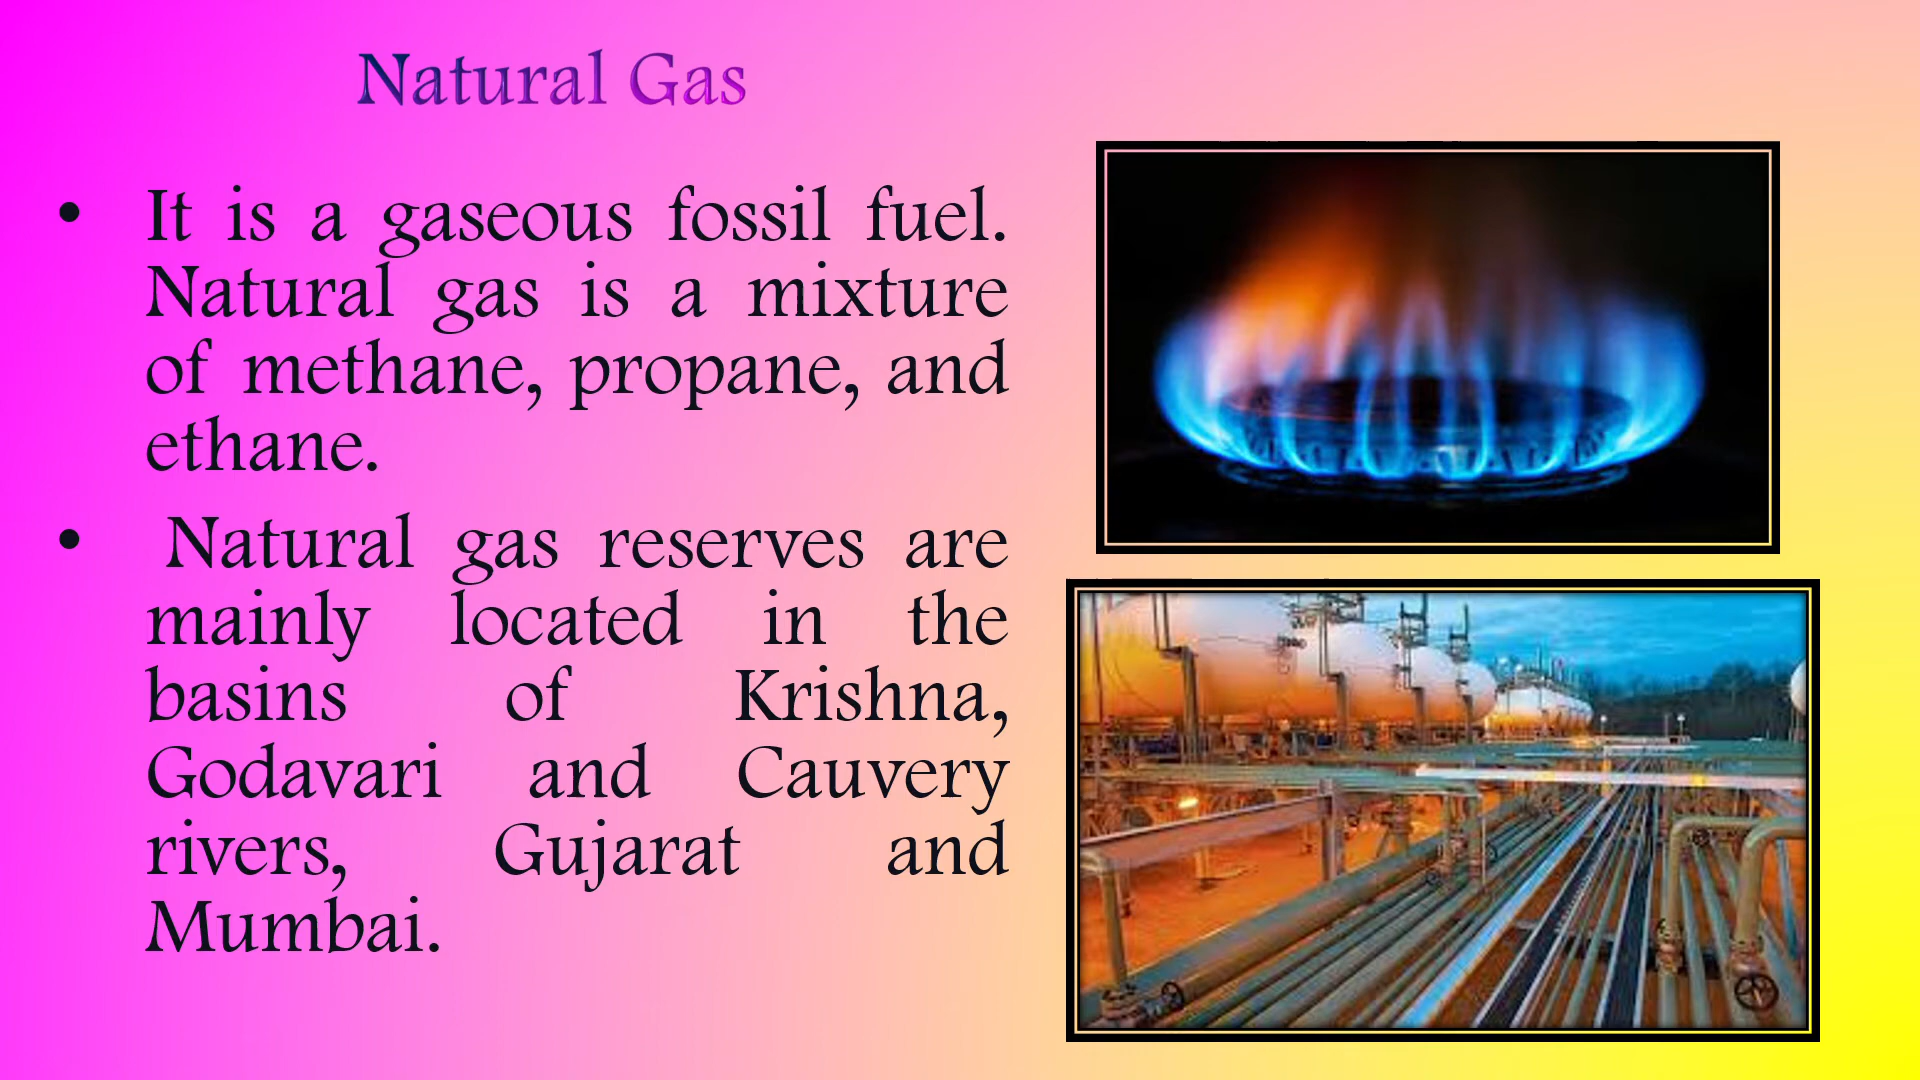 Natural Gas
• It is a gaseous fossil fuel.
Natural gas is a mixture
of methane, propane, and
ethane.
• Natural gas reserves are
mainly located in the
basins of Krishna,
Godavari and Cauvery
rivers, Gujarat and
Mumbai.